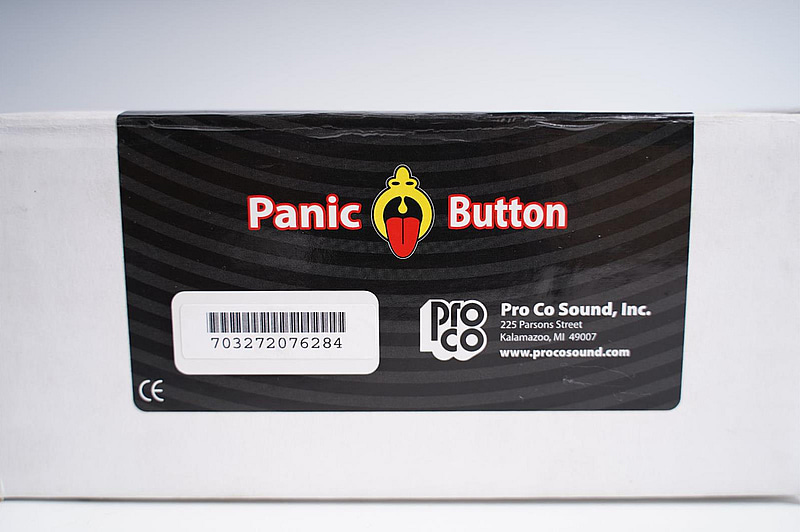 Panic Button
703272076284
CE
pro
co
Pro Co Sound, Inc.
225 Parsons Street
Kalamazoo, MI 49007
www.procosound.com